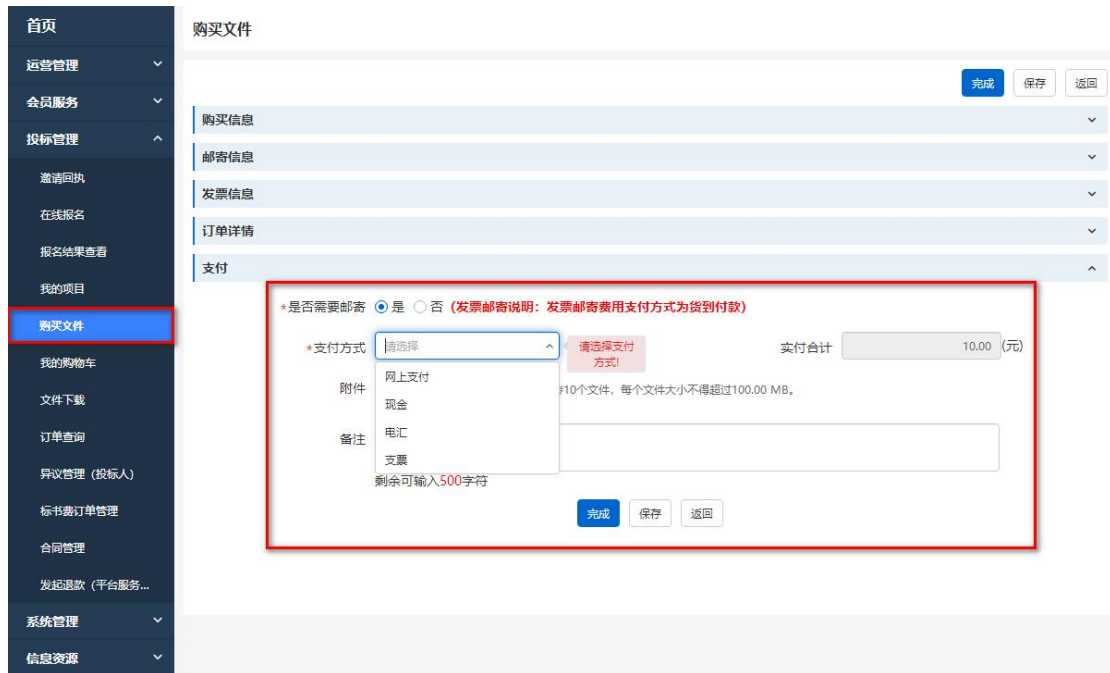 首页
运营管理
会员服务
投标管理
邀请回执
在线报名
报名结果查看
我的项目
购买文件
我的购物车
文件下载
订单查询
异议管理（投标人）
标书费订单管理
合同管理
发起退款（平台服务...
系统管理
信息资源
购买文件
完成 保存 返回
购买信息
邮寄信息
发票信息
订单详情
支付
*是否需要邮寄 是 否 (发票邮寄说明：发票邮寄费用支付方式为货到付款)
*支付方式 请选择 请选择支付 实付合计 10.00 (元)
方式!
网上支付
附件 10个文件，每个文件大小不得超过100.00 MB。
现金
备注 电汇
支票
剩余可输入500字符
完成 保存 返回